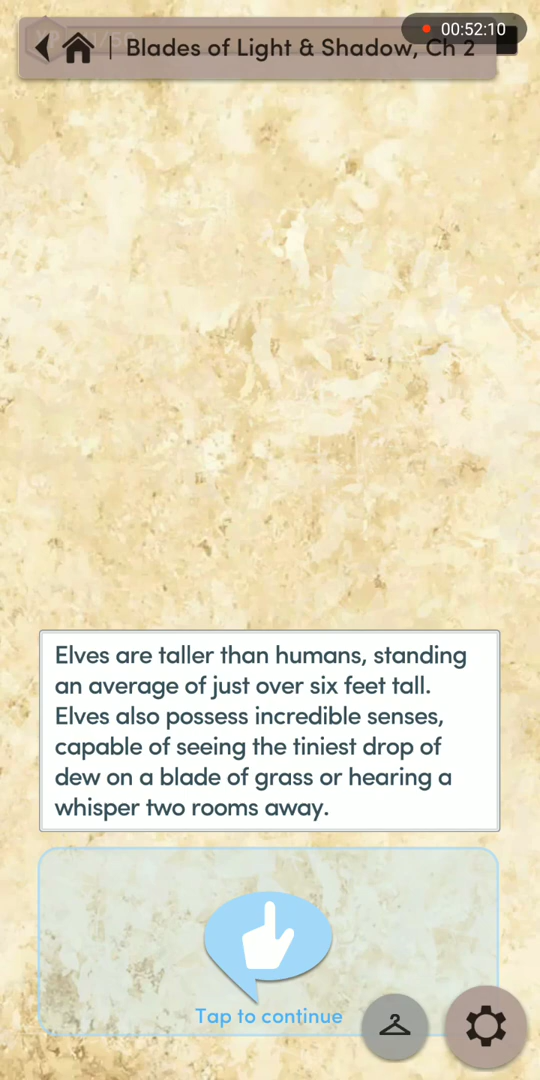 00:52:10
| Blades of Light & Shadow, Ch 2
Elves are taller than humans, standing
an average of just over six feet tall.
Elves also possess incredible senses,
capable of seeing the tiniest drop of
dew on a blade of grass or hearing a
whisper two rooms away.
Tap to continue